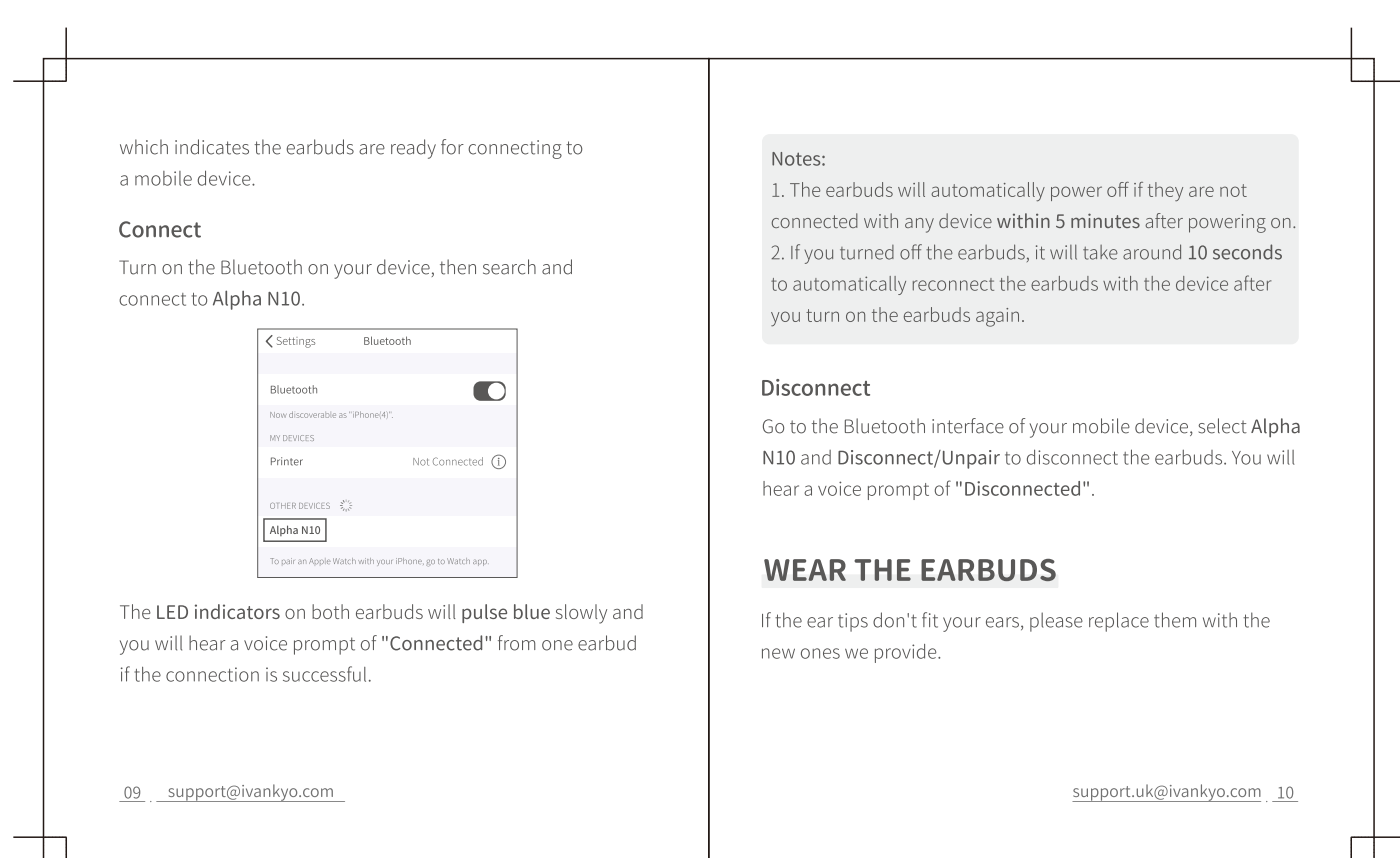 which indicates the earbuds are ready for connecting to
a mobile device.
Connect
Turn on the Bluetooth on your device, then search and
connect to Alpha N10.
Settings Bluetooth
Bluetooth
Now discoverable as "iPhone(4)".
MY DEVICES
Printer Not Connected i
OTHER DEVICES
Alpha N10
To pair an Apple Watch with your iPhone, go to Watch app.
The LED indicators on both earbuds will pulse blue slowly and
you will hear a voice prompt of "Connected" from one earbud
if the connection is successful.
09 support@ivankyo.com
Notes:
1. The earbuds will automatically power off if they are not
connected with any device within 5 minutes after powering on.
2. If you turned off the earbuds, it will take around 10 seconds
to automatically reconnect the earbuds with the device after
you turn on the earbuds again.
Disconnect
Go to the Bluetooth interface of your mobile device, select Alpha
N10 and Disconnect/Unpair to disconnect the earbuds. You will
hear a voice prompt of "Disconnected".
WEAR THE EARBUDS
If the ear tips don't fit your ears, please replace them with the
new ones we provide.
support.uk@ivankyo.com 10